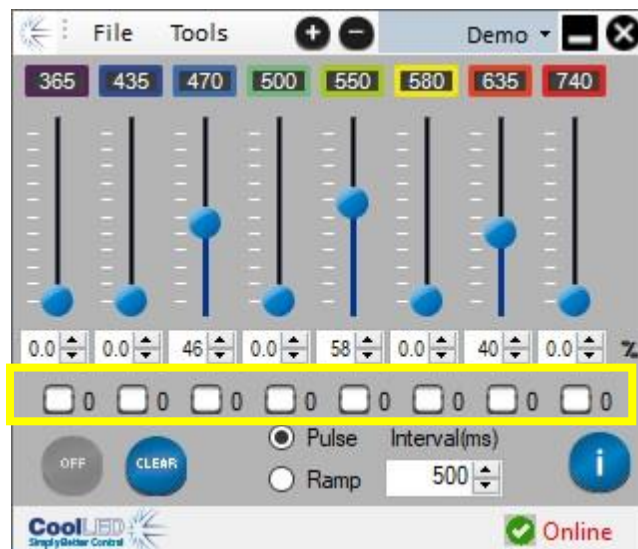 File Tools Demo
365 435 470 500 550 580 635 740
0.0 0.0 46 0.0 58 0.0 40 0.0 %
0 0 0 0 0 0 0 0
OFF CLEAR Pulse Interval(ms) i
Ramp 500
CoolLED Online
Simply Better Control